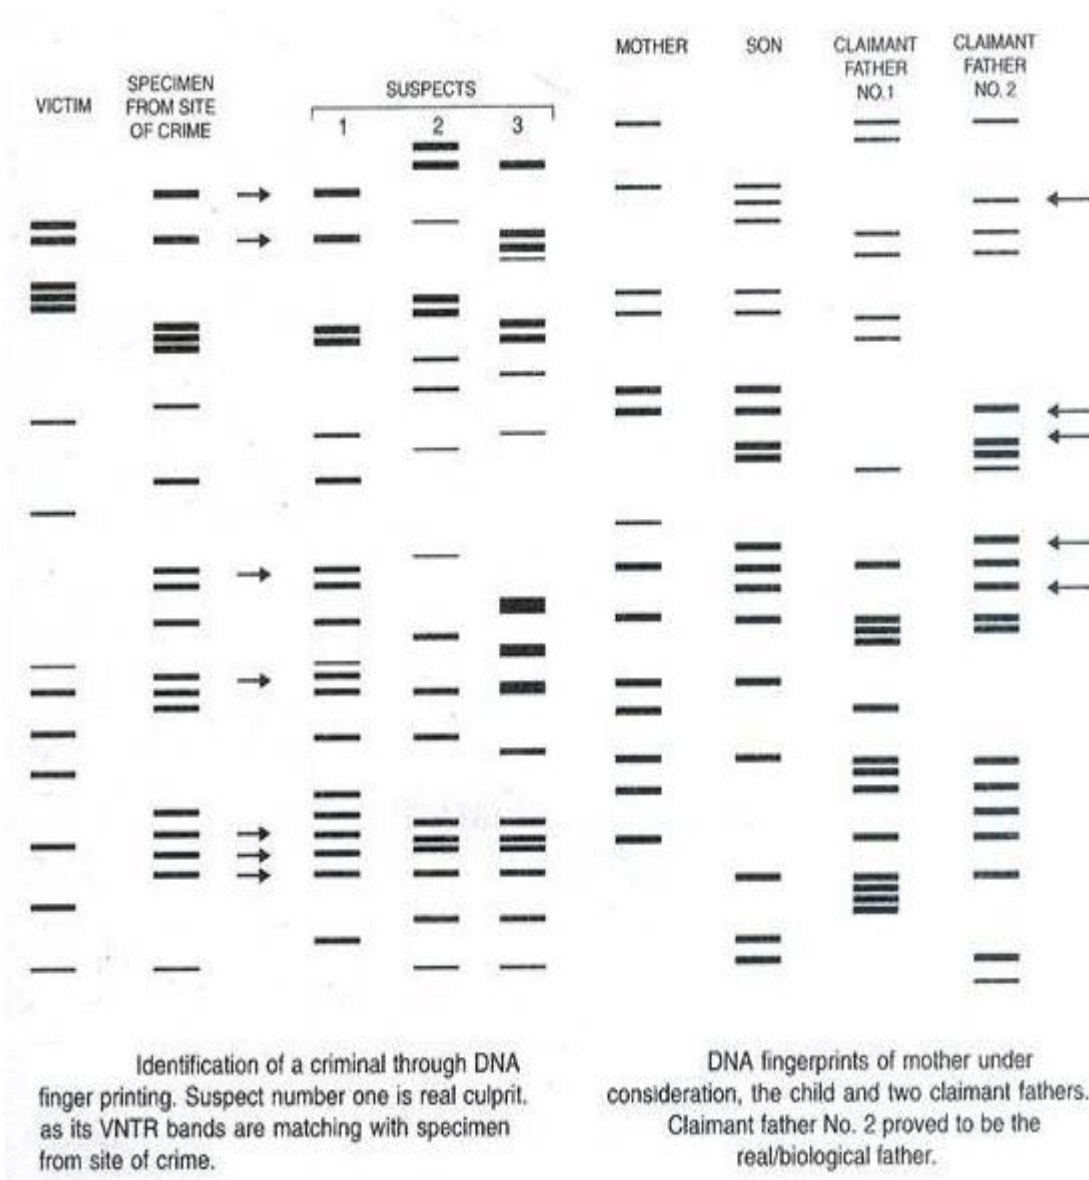 VICTIM
SPECIMEN
FROM SITE
OF CRIME
SUSPECTS
1 2 3
Identification of a criminal through DNA
finger printing. Suspect number one is real culprit.
as its VNTR bands are matching with specimen
from site of crime.
MOTHER
SON
CLAIMANT
FATHER
NO.1
CLAIMANT
FATHER
NO. 2
DNA fingerprints of mother under
consideration, the child and two claimant fathers.
Claimant father No. 2 proved to be the
real/biological father.